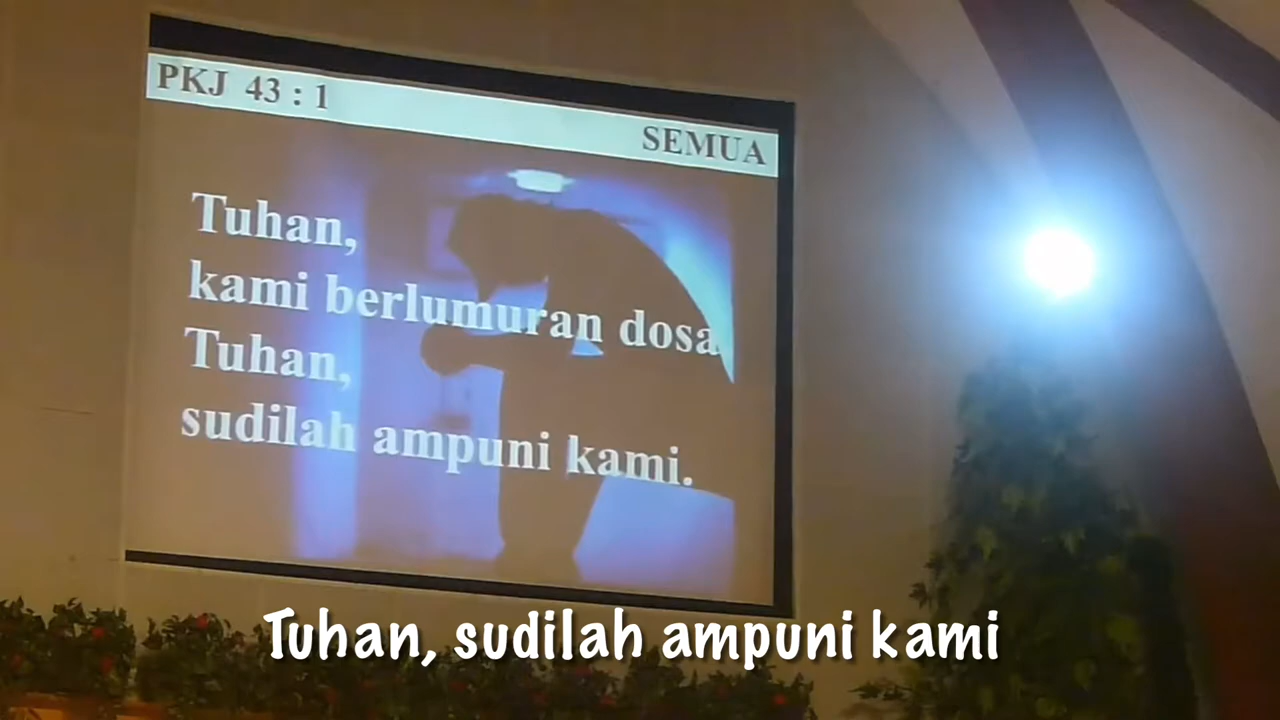 PKJ 43 : 1
SEMUA
Tuhan,
kami berlumuran dosa
Tuhan,
sudilah ampuni kami.
Tuhan, sudilah ampuni kami